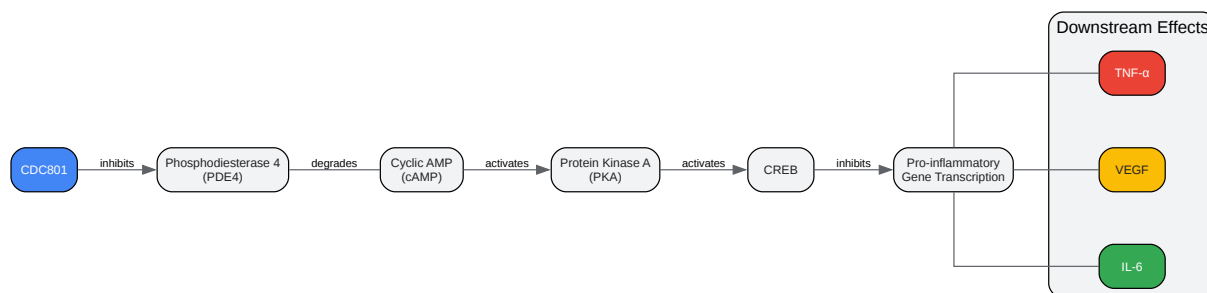 Downstream Effects
TNF-α
CDC801
inhibits
Phosphodiesterase 4
(PDE4)
degrades
Cyclic AMP
(cAMP)
activates
Protein Kinase A
(PKA)
activates
CREB
inhibits
Pro-inflammatory
Gene Transcription
VEGF
IL-6